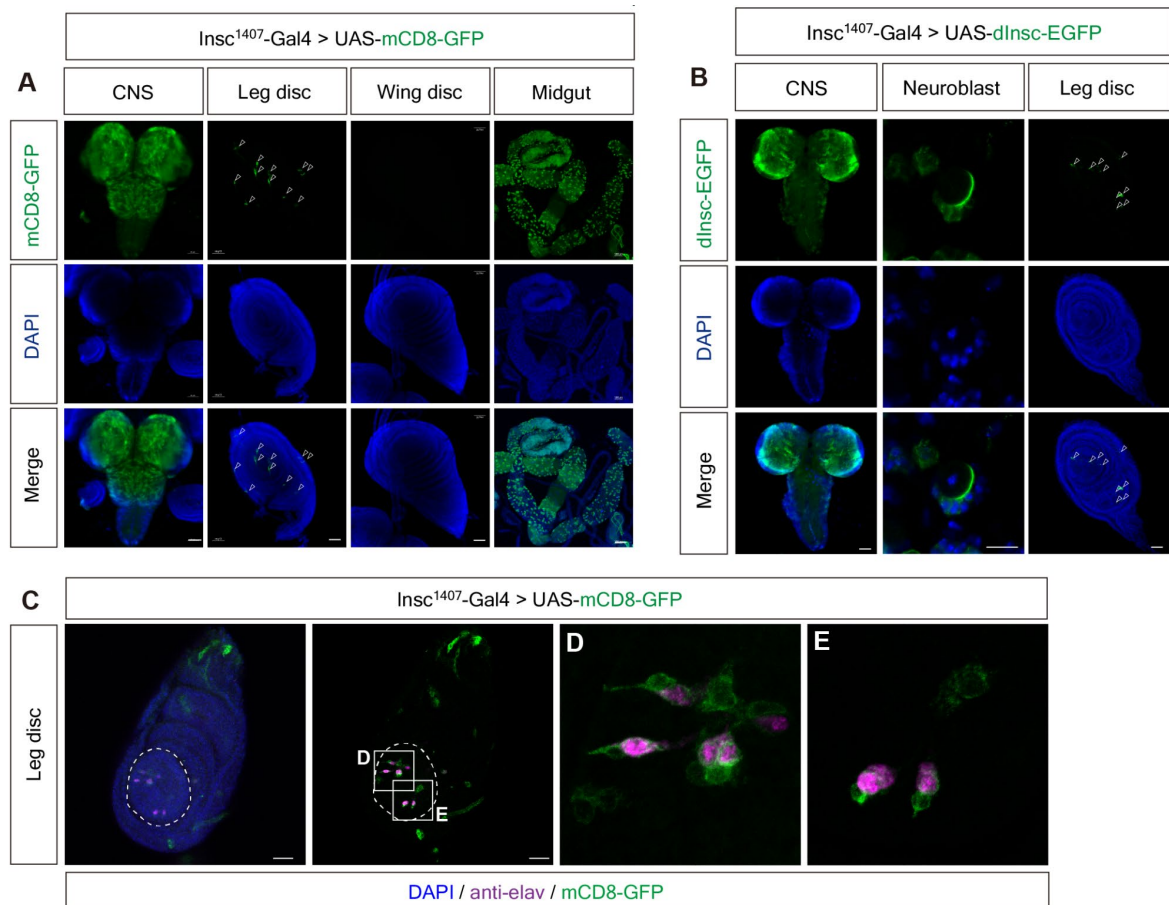 Insc¹⁴⁰⁷-Gal4 > UAS-mCD8-GFP
A
CNS
Leg disc
Wing disc
Midgut
mCD8-GFP
DAPI
Merge
Insc¹⁴⁰⁷-Gal4 > UAS-dInsc-EGFP
B
CNS
Neuroblast
Leg disc
dInsc-EGFP
DAPI
Merge
C
Insc¹⁴⁰⁷-Gal4 > UAS-mCD8-GFP
Leg disc
D
E
D
E
DAPI / anti-elav / mCD8-GFP